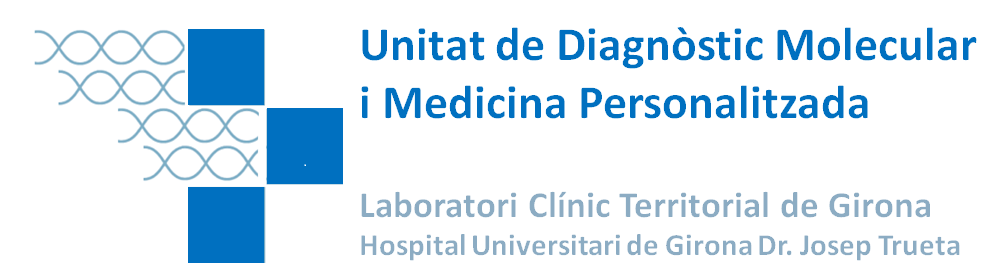 Unitat de Diagnòstic Molecular
i Medicina Personalitzada
Laboratori Clínic Territorial de Girona
Hospital Universitari de Girona Dr. Josep Trueta